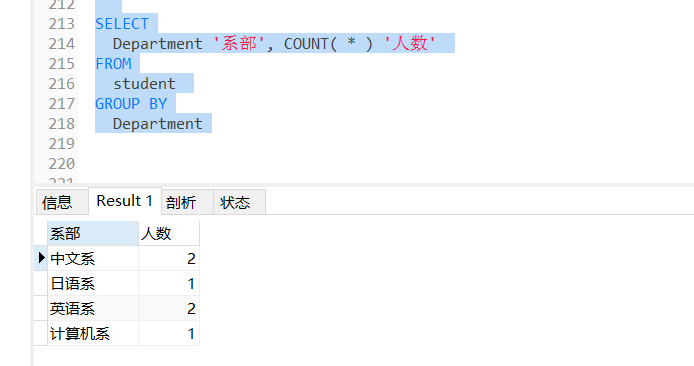 212
213 SELECT
214 Department '系部', COUNT( * ) '人数'
215 FROM
216 student
217 GROUP BY
218 Department
219
220
221
信息 Result 1 剖析 状态
系部 人数
中文系 2
日语系 1
英语系 2
计算机系 1